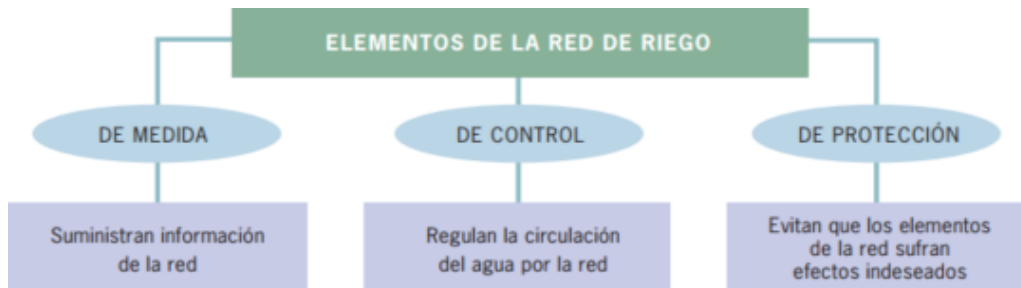 ELEMENTOS DE LA RED DE RIEGO
DE MEDIDA
DE CONTROL
DE PROTECCIÓN
Suministran información
de la red
Regulan la circulación
del agua por la red
Evitan que los elementos
de la red sufran
efectos indeseados